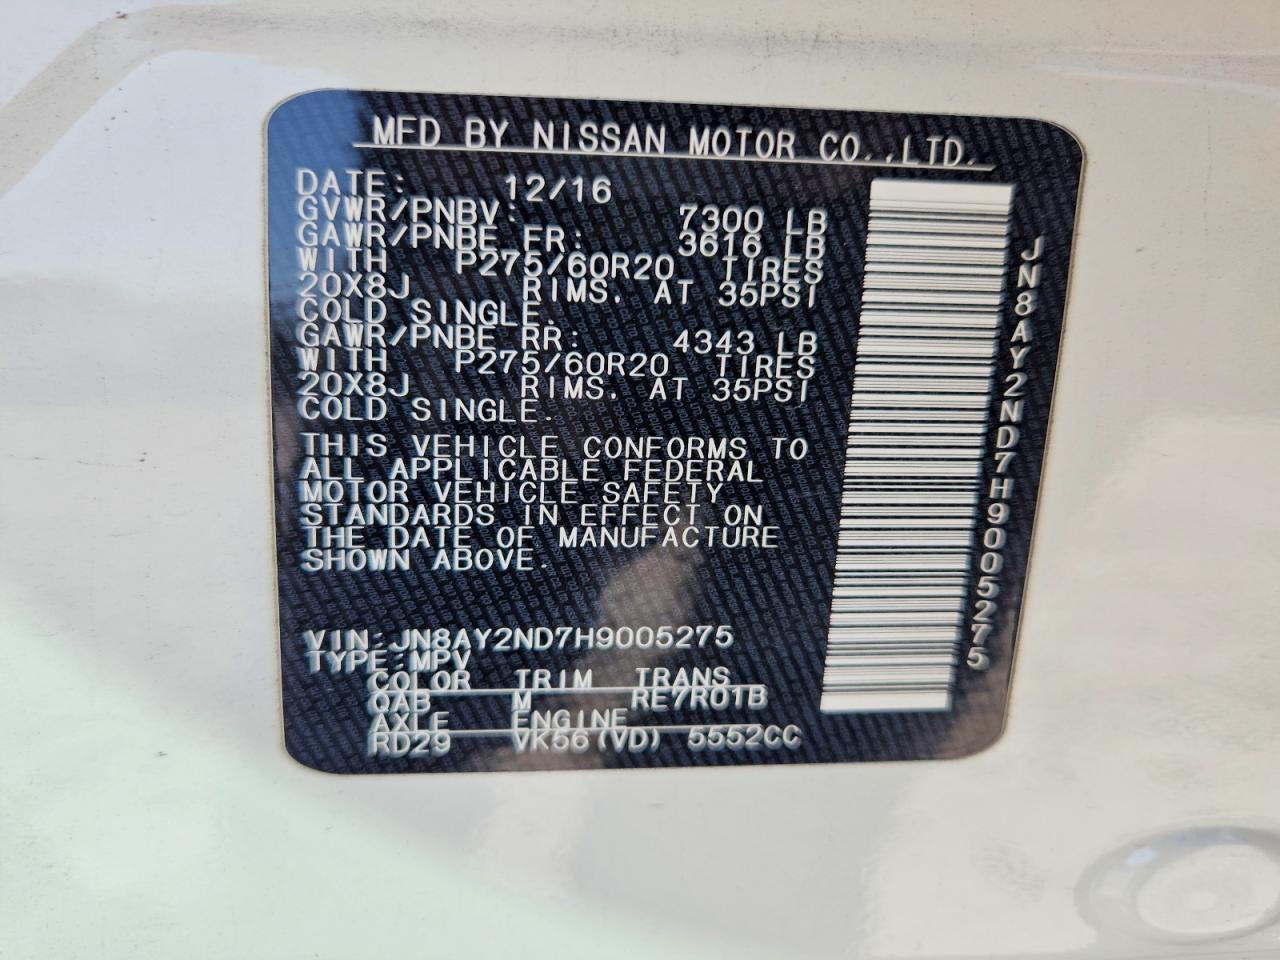 MFD BY NISSAN MOTOR CO.,LTD.
DATE: 12/16
GVWR/PNBV: 7300 LB
GAWR/PNBE FR: 3616 LB
WITH P275/60R20 TIRES
20X8J RIMS. AT 35PSI
COLD SINGLE.
GAWR/PNBE RR: 4343 LB
WITH P275/60R20 TIRES
20X8J RIMS. AT 35PSI
COLD SINGLE.
THIS VEHICLE CONFORMS TO
ALL APPLICABLE FEDERAL
MOTOR VEHICLE SAFETY
STANDARDS IN EFFECT ON
THE DATE OF MANUFACTURE
SHOWN ABOVE.
VIN:JN8AY2ND7H9005275
TYPE:MPV
COLOR TRIM TRANS
QAB M RE7R01B
AXLE ENGINE
RD29 VK56(VD) 5552CC
JN8AY2ND7H9005275